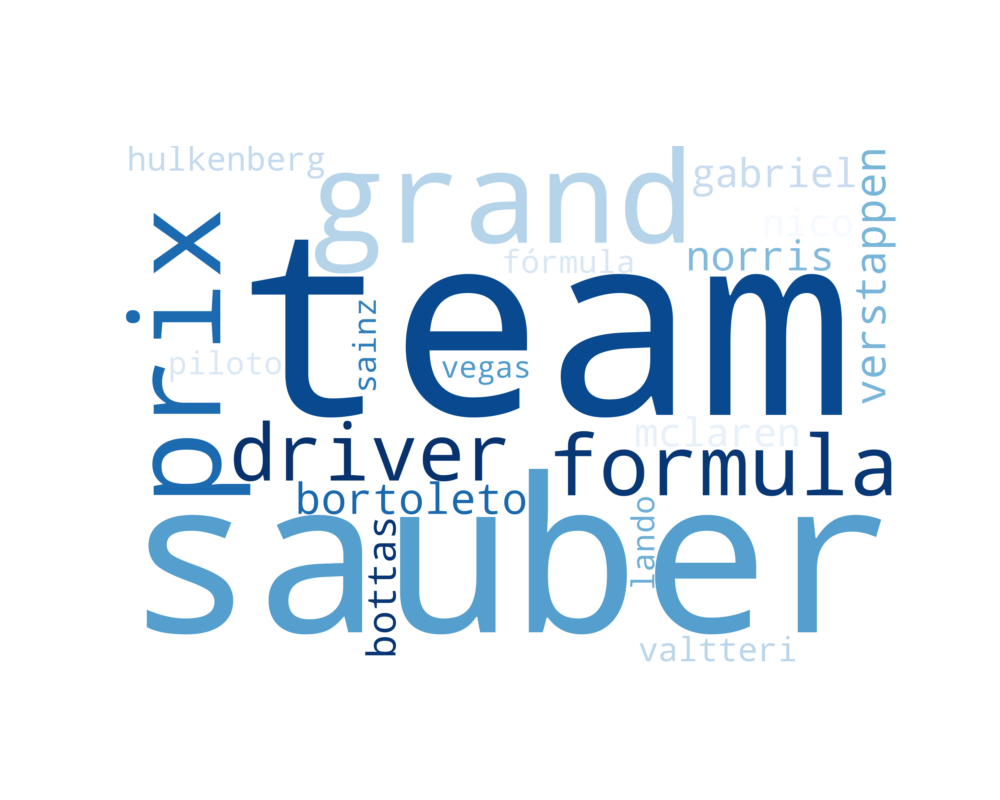 hulkenberg
grand
gabriel
verstappen
nico
prix
norris
fórmula
team
sainz
vegas
piloto
mclaren
driver
formula
bortoleto
sauber
lando
bottas
valtteri